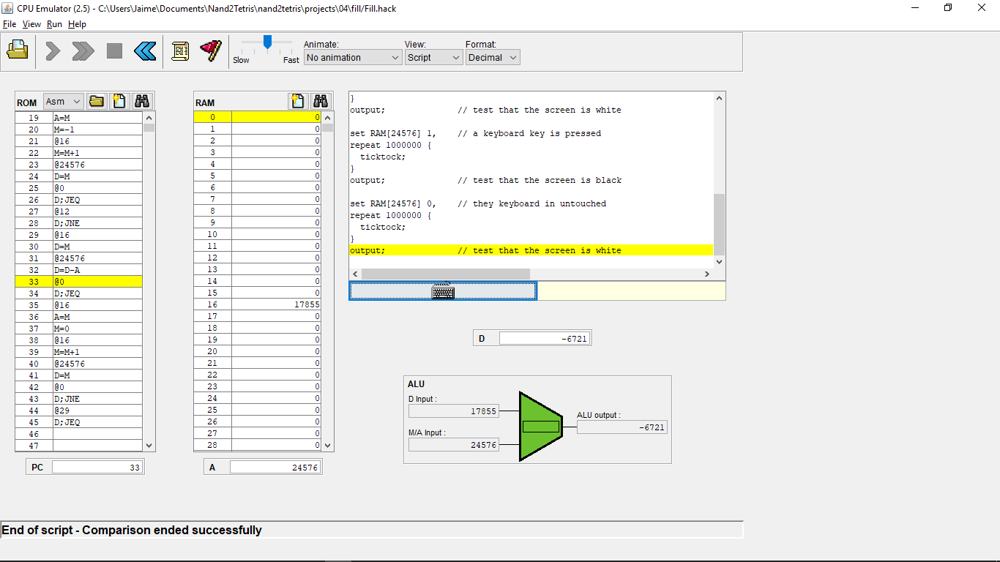 CPU Emulator (2.5) - C:\Users\Jaime\Documents\Nand2Tetris\nand2tetris\projects\04\fill/Fill.hack
File View Run Help
Slow Fast
Animate:
No animation
View:
Script
Format:
Decimal
ROM Asm
19 A=M
20 M=-1
21 @16
22 M=M+1
23 @24576
24 D=M
25 @0
26 D;JEQ
27 @12
28 D;JNE
29 @16
30 D=M
31 @24576
32 D=D-A
33 @0
34 D;JEQ
35 @16
36 A=M
37 M=0
38 @16
39 M=M+1
40 @24576
41 D=M
42 @0
43 D;JNE
44 @29
45 D;JEQ
46
47
PC 33
RAM
0 0
1 0
2 0
3 0
4 0
5 0
6 0
7 0
8 0
9 0
10 0
11 0
12 0
13 0
14 0
15 0
16 17855
17 0
18 0
19 0
20 0
21 0
22 0
23 0
24 0
25 0
26 0
27 0
28 0
A 24576
}
output; // test that the screen is white
set RAM[24576] 1, // a keyboard key is pressed
repeat 1000000 {
ticktock;
}
output; // test that the screen is black
set RAM[24576] 0, // they keyboard in untouched
repeat 1000000 {
ticktock;
}
output; // test that the screen is white
D -6721
ALU
D Input :
17855
M/A Input :
24576
ALU output :
-6721
End of script - Comparison ended successfully